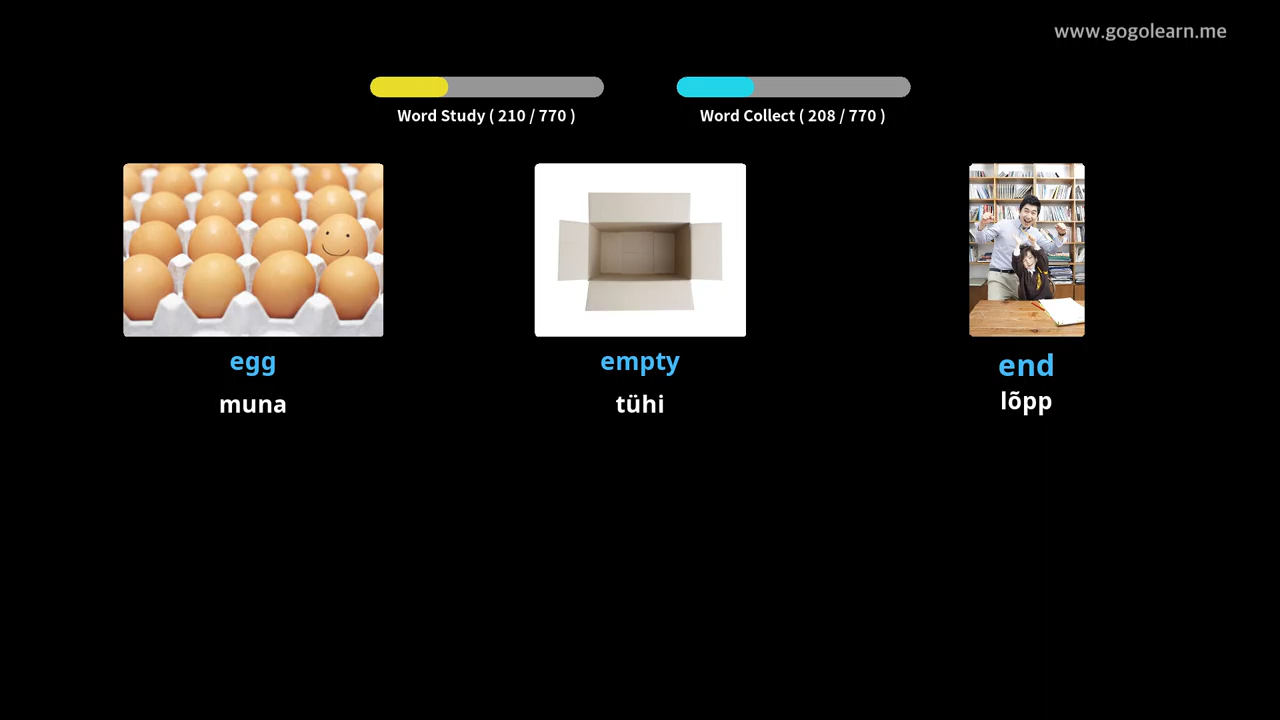 www.gogolearn.me
Word Study ( 210 / 770 )
Word Collect ( 208 / 770 )
egg
muna
empty
tühi
end
lõpp